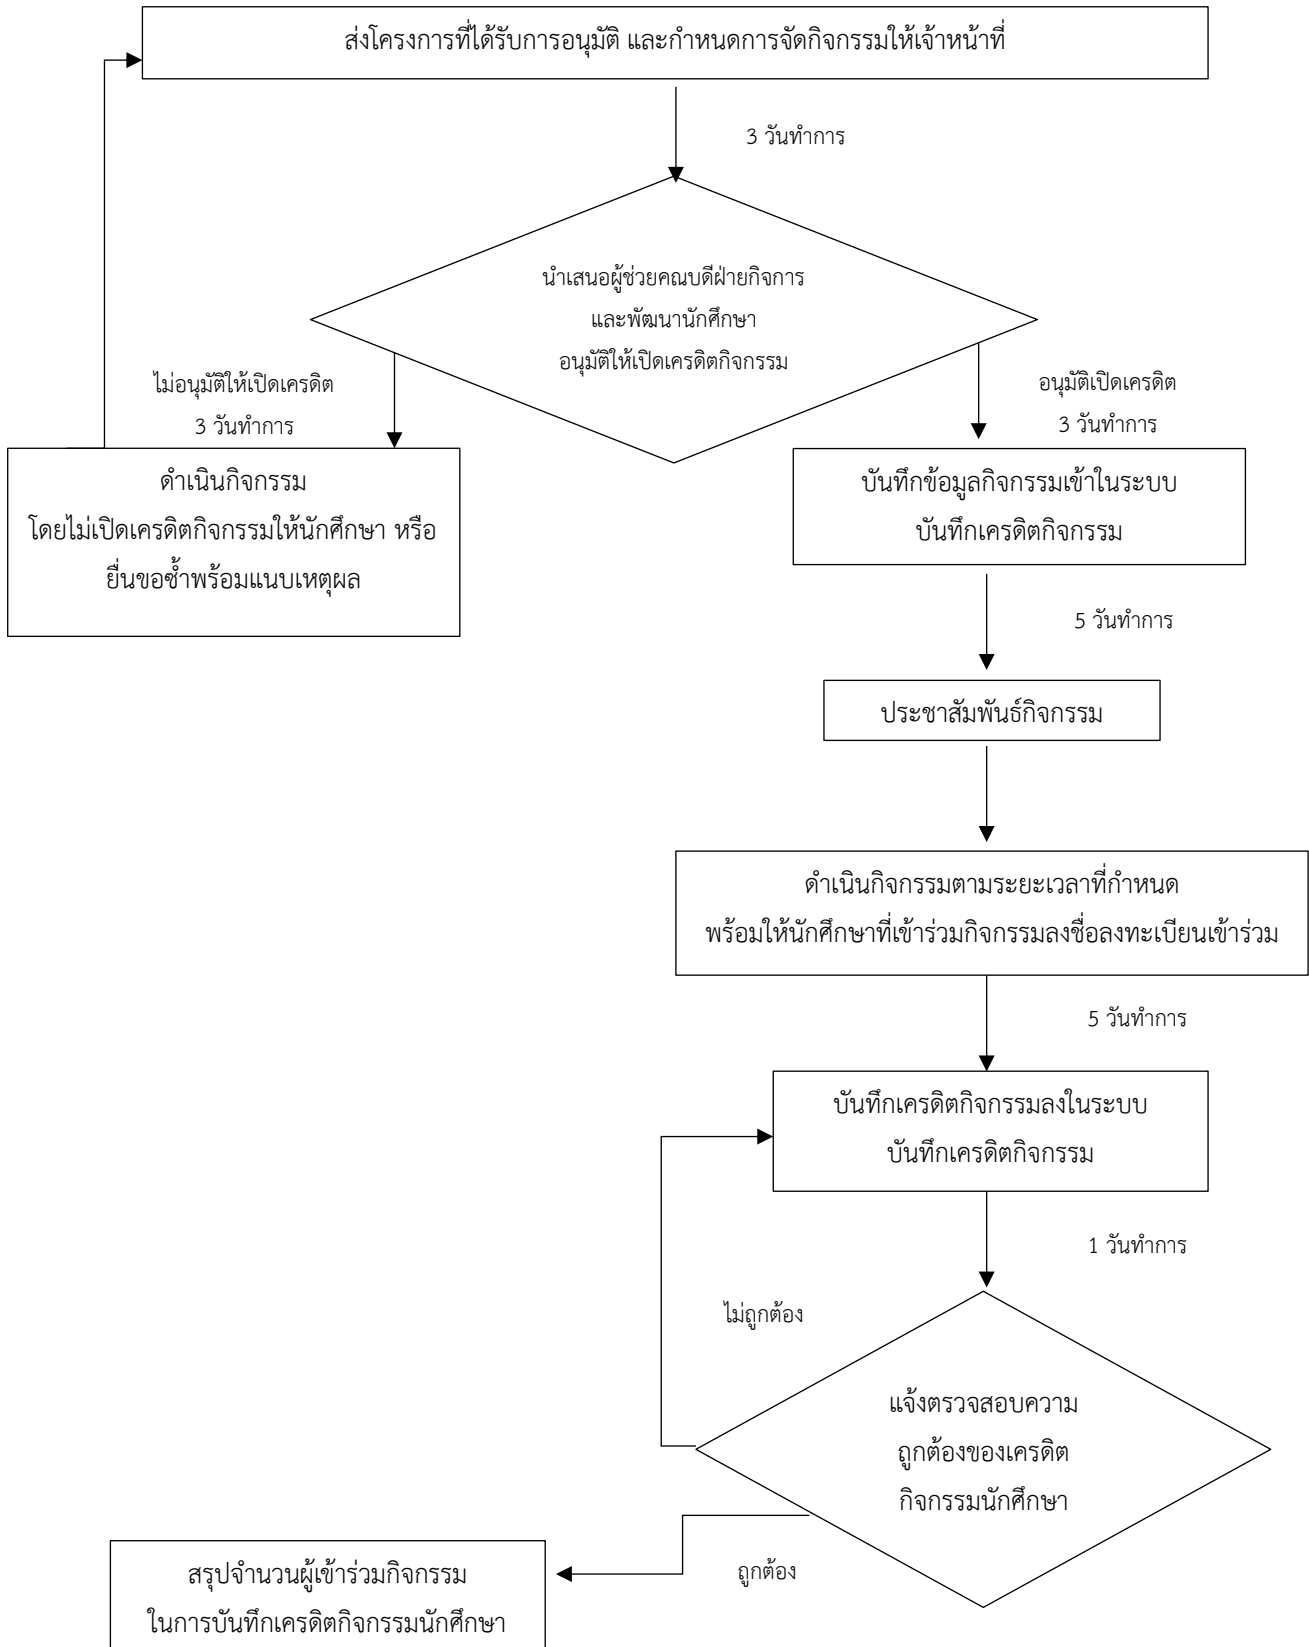 ส่งโครงการที่ได้รับการอนุมัติ และกำหนดการจัดกิจกรรมให้เจ้าหน้าที่
3 วันทำการ
นำเสนอผู้ช่วยคณบดีฝ่ายกิจการ
และพัฒนานักศึกษา
อนุมัติให้เปิดเครดิตกิจกรรม
ไม่อนุมัติให้เปิดเครดิต
3 วันทำการ
อนุมัติเปิดเครดิต
3 วันทำการ
ดำเนินกิจกรรม
โดยไม่เปิดเครดิตกิจกรรมให้นักศึกษา หรือ
ยื่นขอซ้ำพร้อมแนบเหตุผล
บันทึกข้อมูลกิจกรรมเข้าในระบบ
บันทึกเครดิตกิจกรรม
5 วันทำการ
ประชาสัมพันธ์กิจกรรม
ดำเนินกิจกรรมตามระยะเวลาที่กำหนด
พร้อมให้นักศึกษาที่เข้าร่วมกิจกรรมลงชื่อลงทะเบียนเข้าร่วม
5 วันทำการ
บันทึกเครดิตกิจกรรมลงในระบบ
บันทึกเครดิตกิจกรรม
1 วันทำการ
ไม่ถูกต้อง
แจ้งตรวจสอบความ
ถูกต้องของเครดิต
กิจกรรมนักศึกษา
ถูกต้อง
สรุปจำนวนผู้เข้าร่วมกิจกรรม
ในการบันทึกเครดิตกิจกรรมนักศึกษา